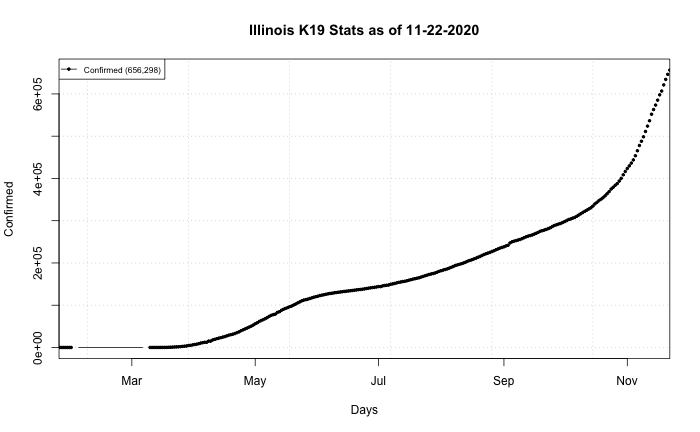 Illinois K19 Stats as of 11-22-2020
Confirmed (656,298)
Confirmed
6e+05
4e+05
2e+05
0e+00
Mar May Jul Sep Nov
Days